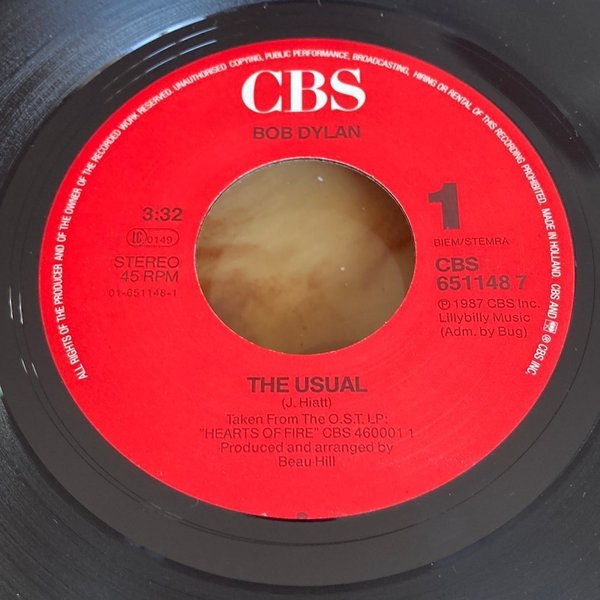 ALL RIGHTS OF THE PRODUCER AND OF THE OWNER OF THE RECORDED WORK RESERVED. UNAUTHORISED COPYING, PUBLIC PERFORMANCE, BROADCASTING, HIRING OR RENTAL OF THIS RECORDING PROHIBITED. MADE IN HOLLAND. CBS AND ® CBS INC.
CBS
BOB DYLAN
3:32
LC 0149
STEREO
45 RPM
01-651148-1
1
BIEM/STEMRA
CBS
651148 7
℗ 1987 CBS Inc.
Lillybilly Music
(Adm. by Bug)
THE USUAL
(J. Hiatt)
Taken From The O.S.T. LP:
"HEARTS OF FIRE" CBS 460001 1
Produced and arranged by
Beau Hill